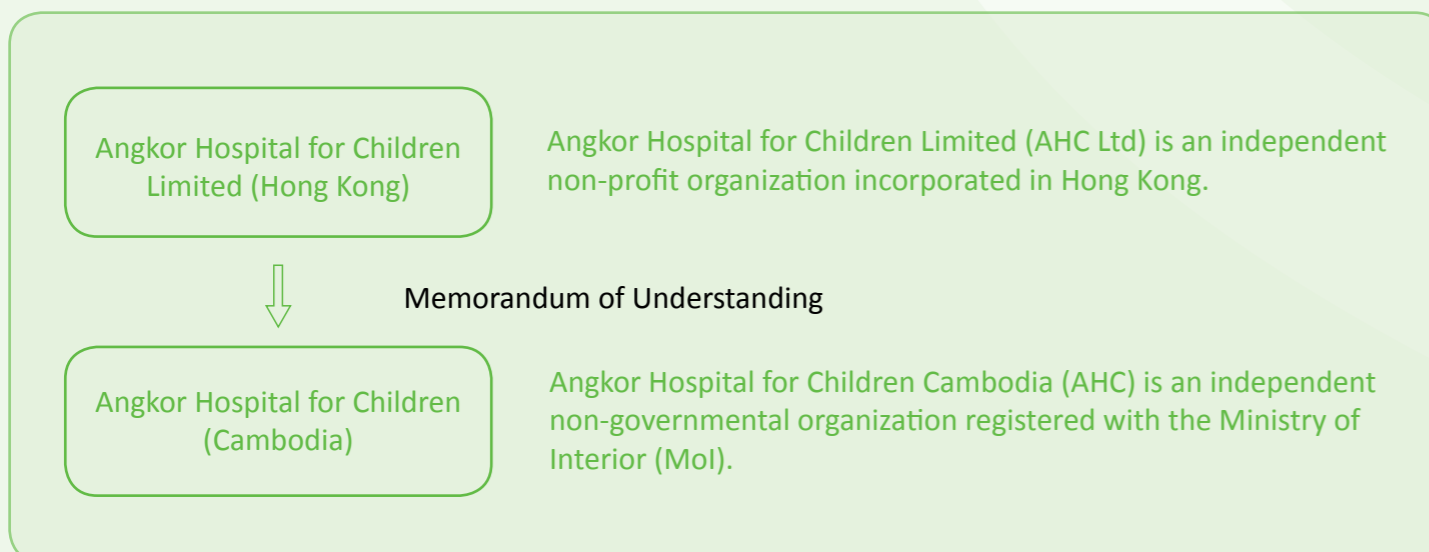 Angkor Hospital for Children
Limited (Hong Kong)
Angkor Hospital for Children Limited (AHC Ltd) is an independent
non-profit organization incorporated in Hong Kong.
Memorandum of Understanding
Angkor Hospital for Children
(Cambodia)
Angkor Hospital for Children Cambodia (AHC) is an independent
non-governmental organization registered with the Ministry of
Interior (MoI).